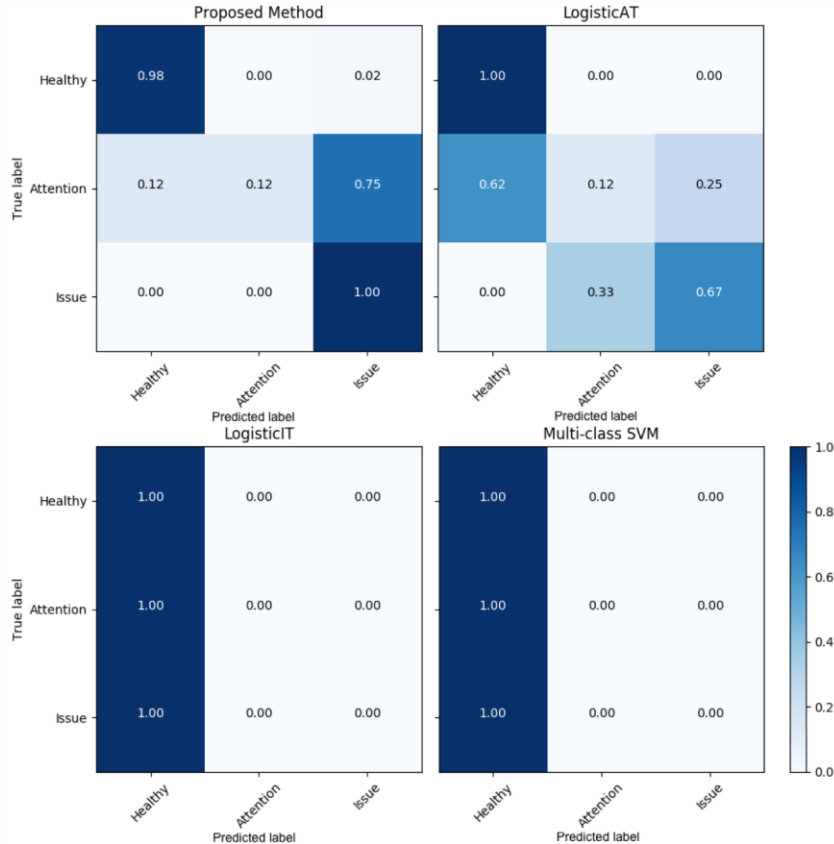 Proposed Method
LogisticAT
Healthy
0.98
0.00
0.02
1.00
0.00
0.00
True label
Attention
0.12
0.12
0.75
0.62
0.12
0.25
Issue
0.00
0.00
1.00
0.00
0.33
0.67
Healthy
Attention
Issue
Healthy
Attention
Issue
Predicted label
Predicted label
LogisticIT
Multi-class SVM
Healthy
1.00
0.00
0.00
1.00
0.00
0.00
True label
Attention
1.00
0.00
0.00
1.00
0.00
0.00
Issue
1.00
0.00
0.00
1.00
0.00
0.00
Healthy
Attention
Issue
Healthy
Attention
Issue
Predicted label
Predicted label
1.0
0.8
0.6
0.4
0.2
0.0